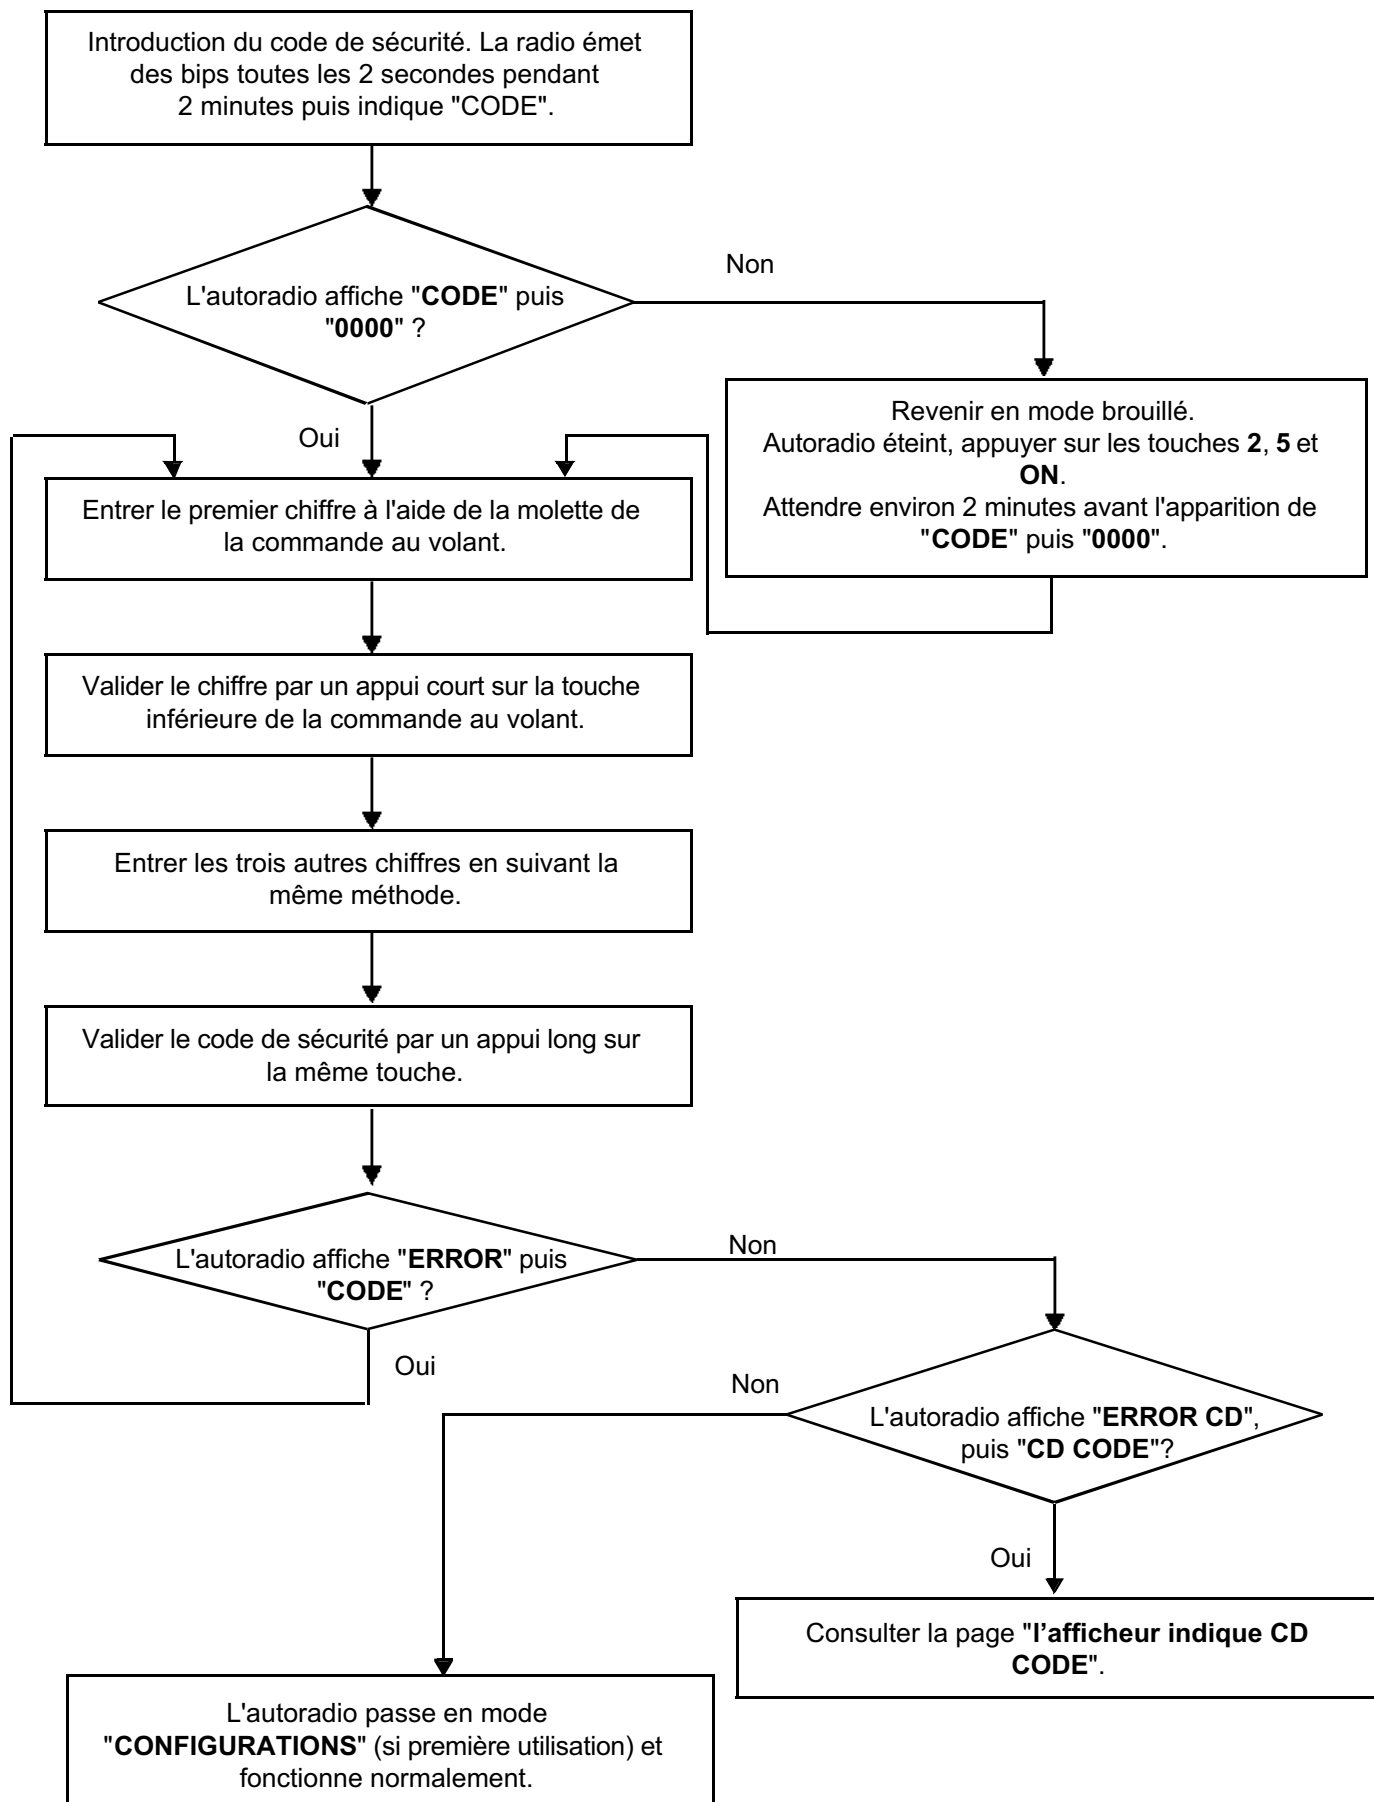 Introduction du code de sécurité. La radio émet
des bips toutes les 2 secondes pendant
2 minutes puis indique "CODE".
Non
L'autoradio affiche "CODE" puis
"0000" ?
Oui
Revenir en mode brouillé.
Autoradio éteint, appuyer sur les touches 2, 5 et
ON.
Attendre environ 2 minutes avant l'apparition de
"CODE" puis "0000".
Entrer le premier chiffre à l'aide de la molette de
la commande au volant.
Valider le chiffre par un appui court sur la touche
inférieure de la commande au volant.
Entrer les trois autres chiffres en suivant la
même méthode.
Valider le code de sécurité par un appui long sur
la même touche.
L'autoradio affiche "ERROR" puis
"CODE" ?
Non
Oui
Non
L'autoradio affiche "ERROR CD",
puis "CD CODE"?
Oui
Consulter la page "l’afficheur indique CD
CODE".
L'autoradio passe en mode
"CONFIGURATIONS" (si première utilisation) et
fonctionne normalement.